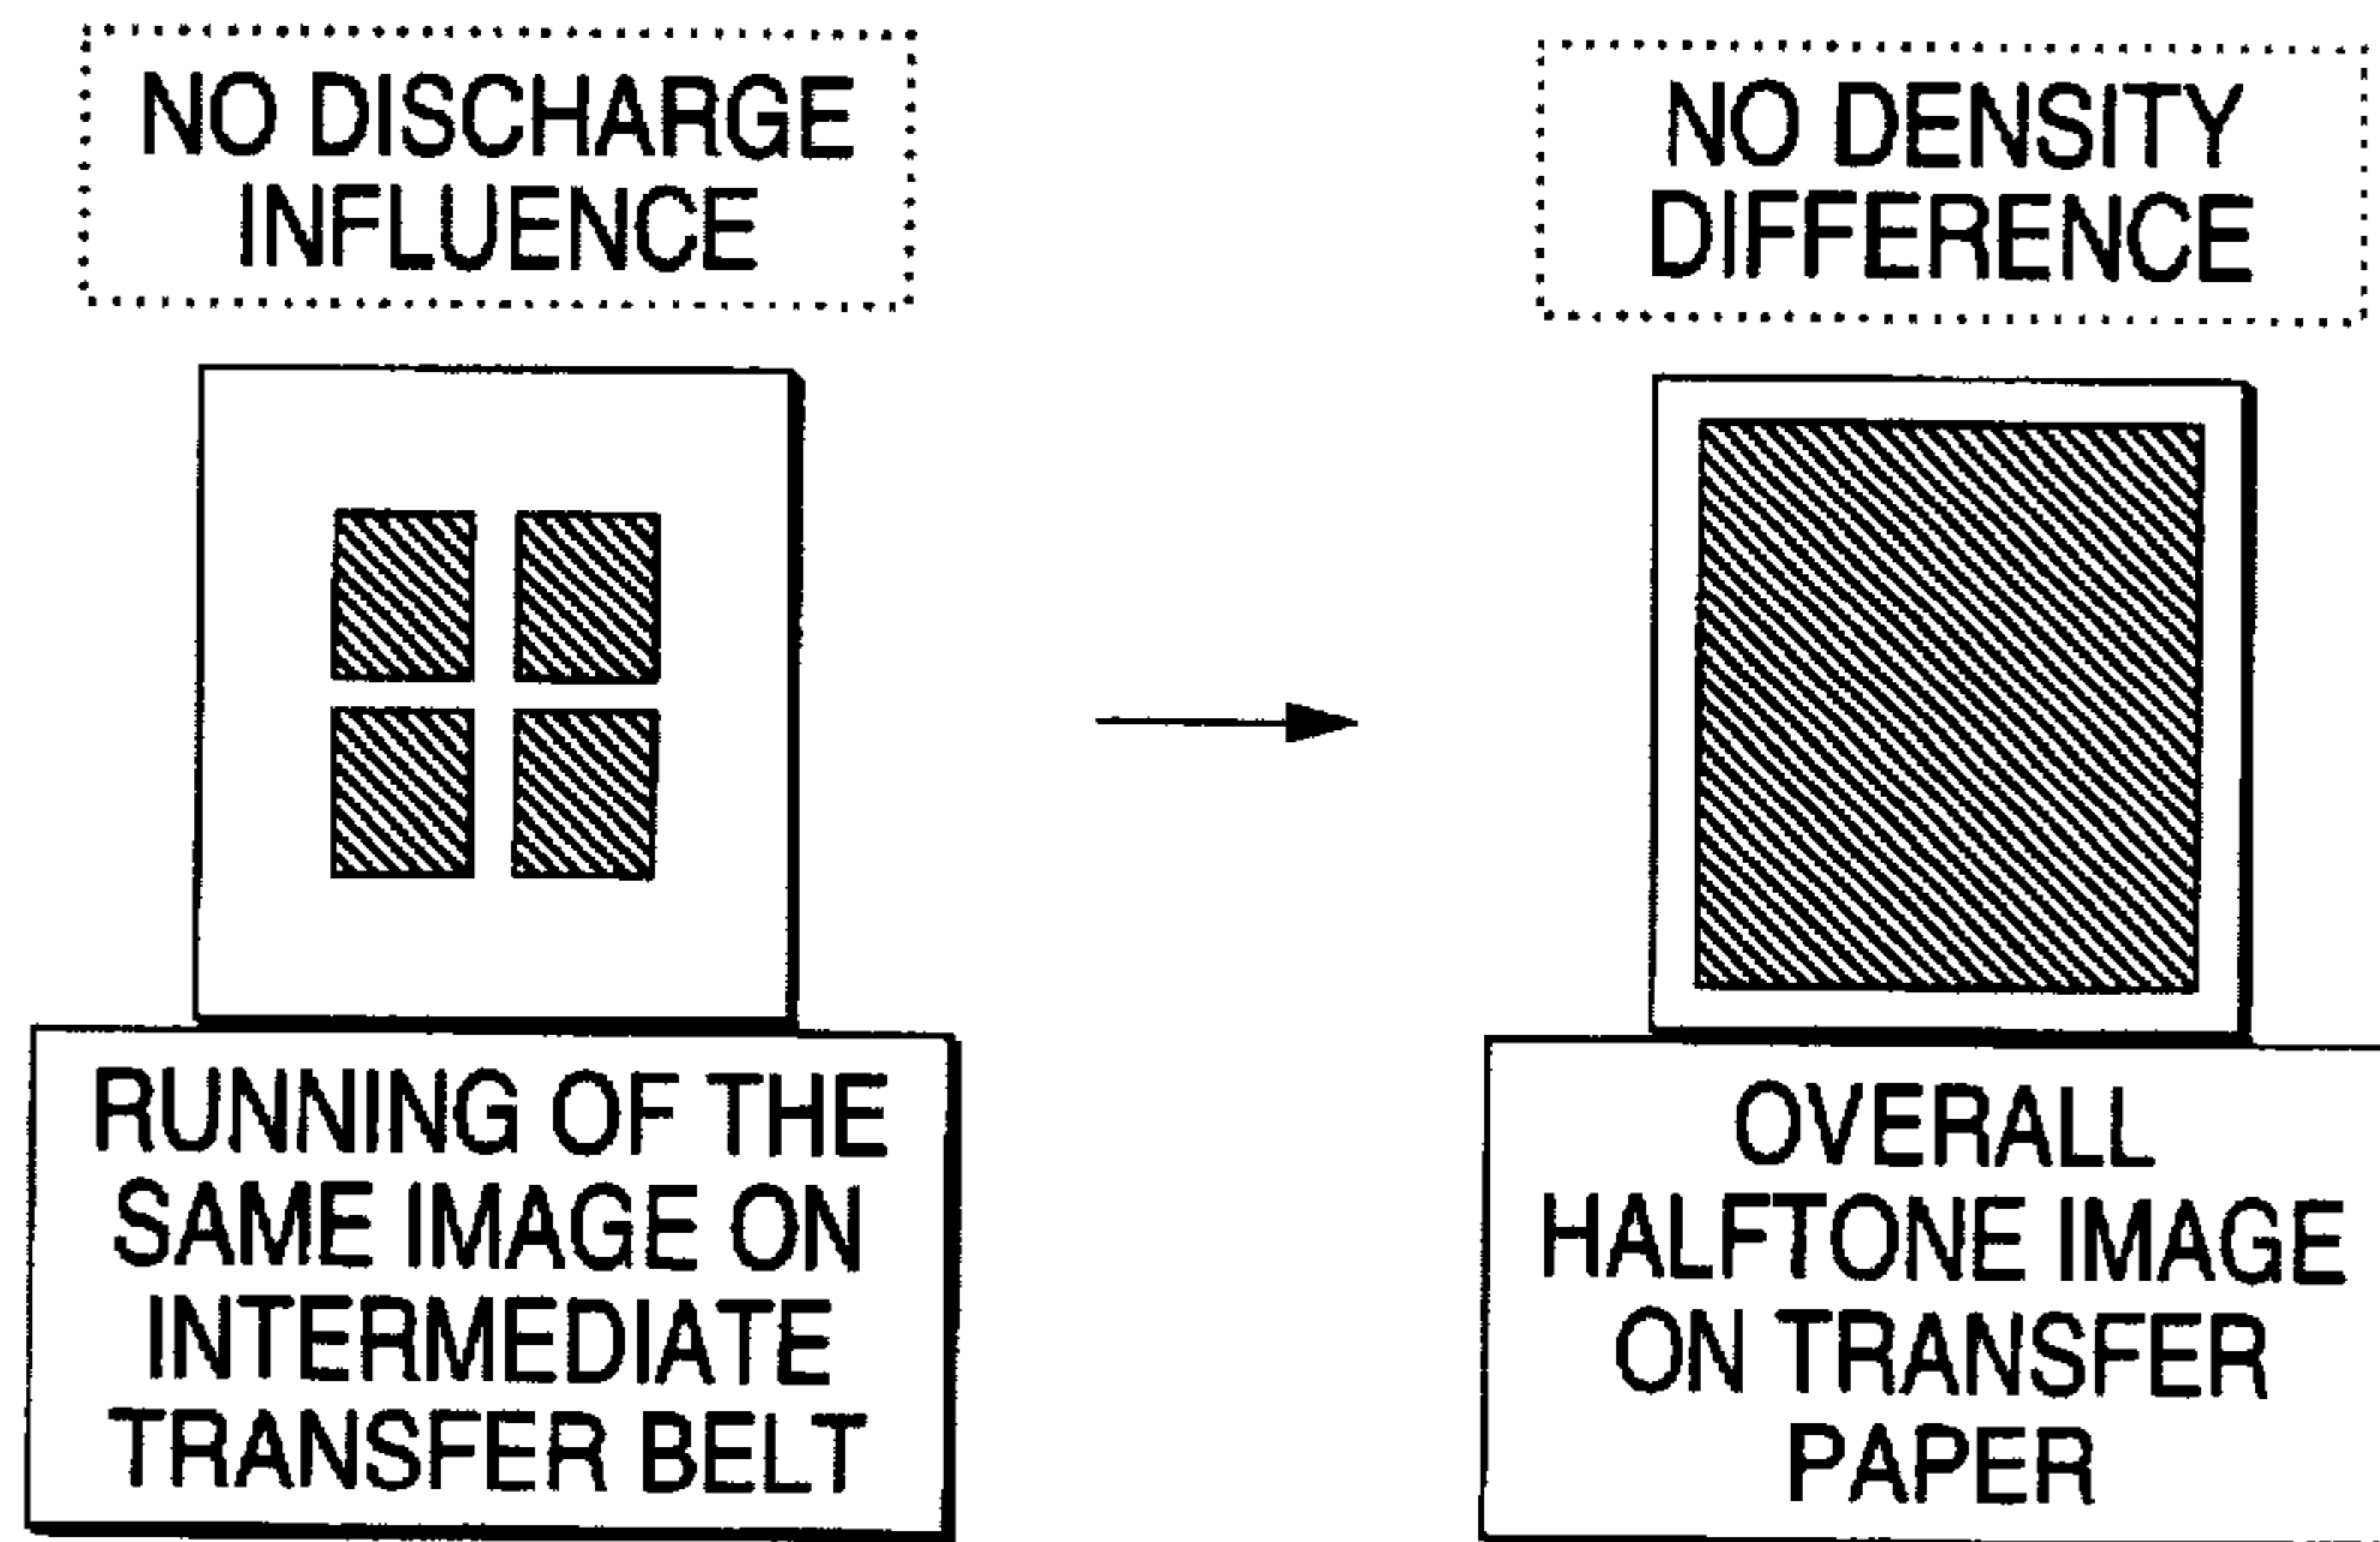 NO DISCHARGE
INFLUENCE
NO DENSITY
DIFFERENCE
RUNNING OF THE
SAME IMAGE ON
INTERMEDIATE
TRANSFER BELT
OVERALL
HALFTONE IMAGE
ON TRANSFER
PAPER